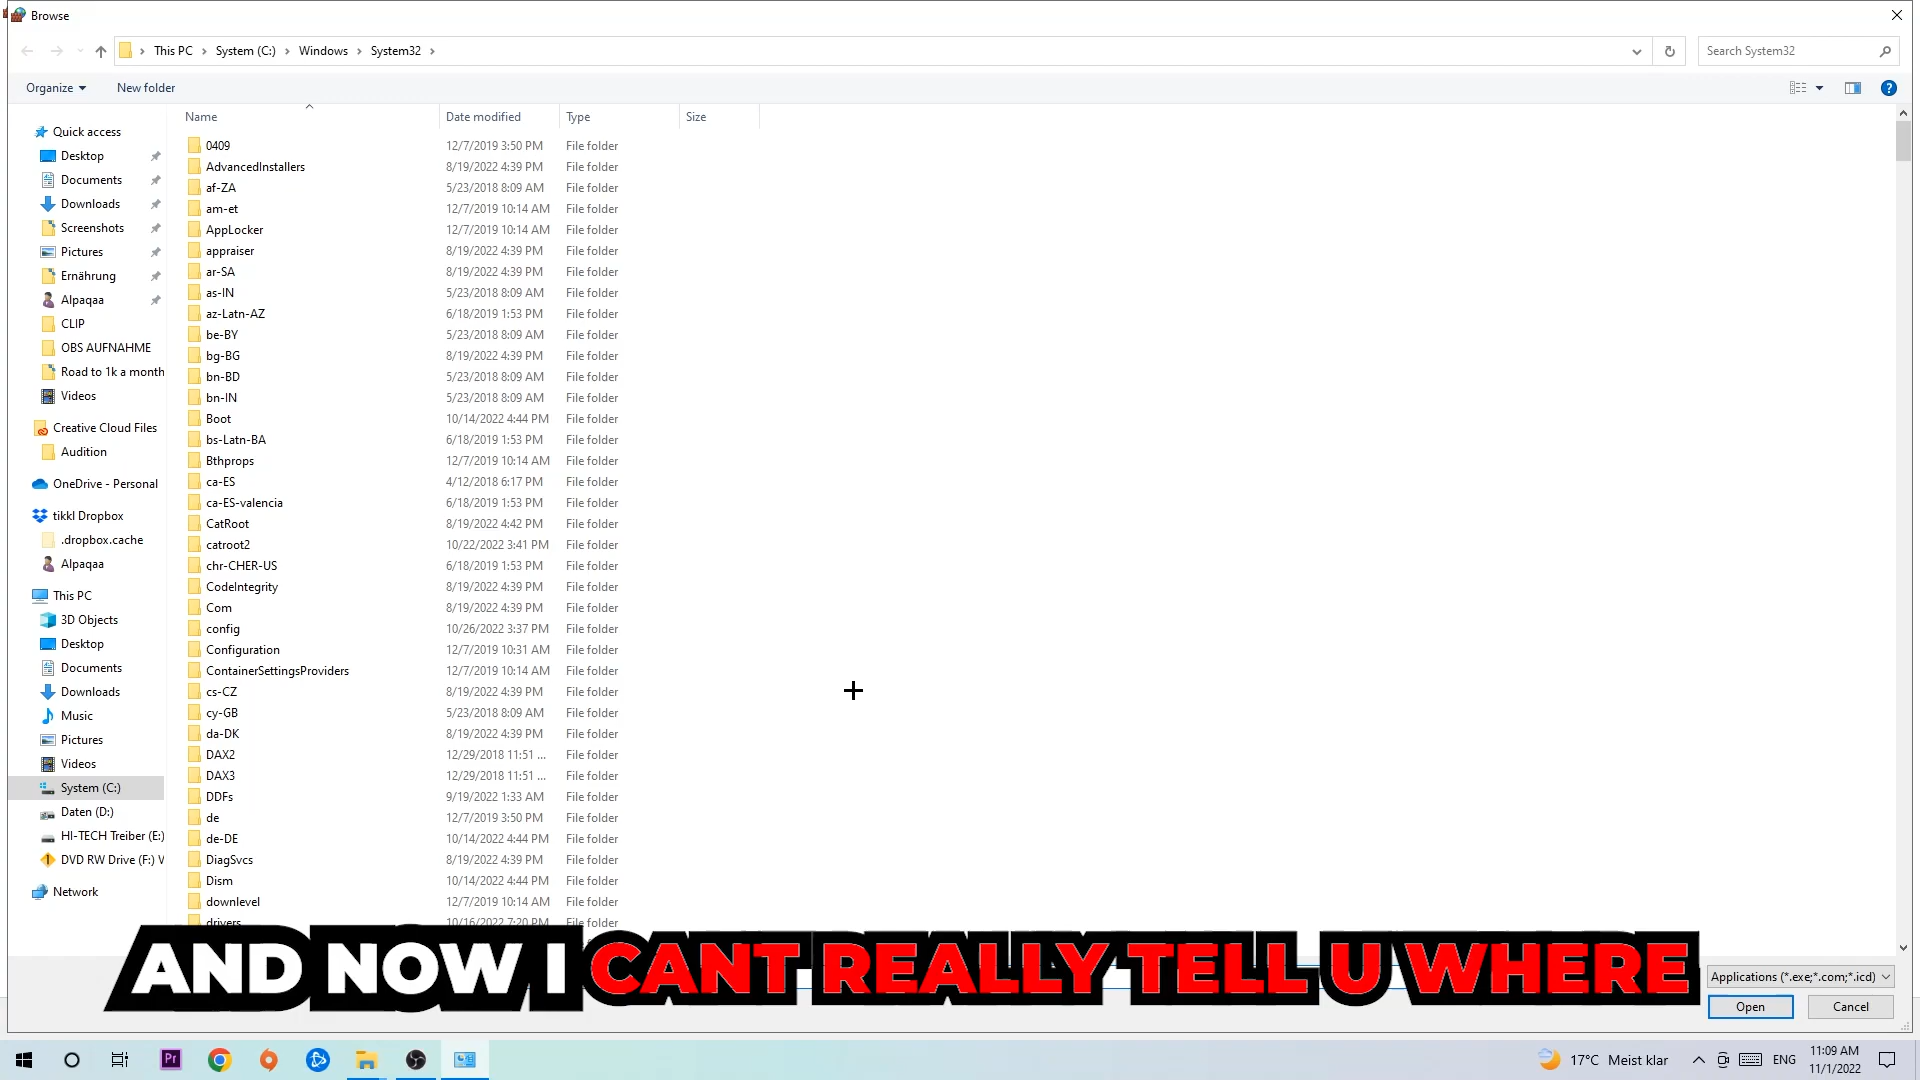 Browse
This PC > System (C:) > Windows > System32 >
Search System32
Organize
New folder
Name
Date modified
Type
Size
Quick access
Desktop
Documents
Downloads
Screenshots
Pictures
Ernährung
Alpaqaa
CLIP
OBS AUFNAHME
Road to 1k a month
Videos
Creative Cloud Files
Audition
OneDrive - Personal
tikkl Dropbox
.dropbox.cache
Alpaqaa
This PC
3D Objects
Desktop
Documents
Downloads
Music
Pictures
Videos
System (C:)
Daten (D:)
HI-TECH Treiber (E:)
DVD RW Drive (F:) V
Network
0409 12/7/2019 3:50 PM File folder
AdvancedInstallers 8/19/2022 4:39 PM File folder
af-ZA 5/23/2018 8:09 AM File folder
am-et 12/7/2019 10:14 AM File folder
AppLocker 12/7/2019 10:14 AM File folder
appraiser 8/19/2022 4:39 PM File folder
ar-SA 8/19/2022 4:39 PM File folder
as-IN 5/23/2018 8:09 AM File folder
az-Latn-AZ 6/18/2019 1:53 PM File folder
be-BY 5/23/2018 8:09 AM File folder
bg-BG 8/19/2022 4:39 PM File folder
bn-BD 5/23/2018 8:09 AM File folder
bn-IN 5/23/2018 8:09 AM File folder
Boot 10/14/2022 4:44 PM File folder
bs-Latn-BA 6/18/2019 1:53 PM File folder
Bthprops 12/7/2019 10:14 AM File folder
ca-ES 4/12/2018 6:17 PM File folder
ca-ES-valencia 6/18/2019 1:53 PM File folder
CatRoot 8/19/2022 4:42 PM File folder
catroot2 10/22/2022 3:41 PM File folder
chr-CHER-US 6/18/2019 1:53 PM File folder
CodeIntegrity 8/19/2022 4:39 PM File folder
Com 8/19/2022 4:39 PM File folder
config 10/26/2022 3:37 PM File folder
Configuration 12/7/2019 10:31 AM File folder
ContainerSettingsProviders 12/7/2019 10:14 AM File folder
cs-CZ 8/19/2022 4:39 PM File folder
cy-GB 5/23/2018 8:09 AM File folder
da-DK 8/19/2022 4:39 PM File folder
DAX2 12/29/2018 11:51 ... File folder
DAX3 12/29/2018 11:51 ... File folder
DDFs 9/19/2022 1:33 AM File folder
de 12/7/2019 3:50 PM File folder
de-DE 10/14/2022 4:44 PM File folder
DiagSvcs 8/19/2022 4:39 PM File folder
Dism 10/14/2022 4:44 PM File folder
downlevel 12/7/2019 10:14 AM File folder
drivers 10/16/2022 7:20 PM File folder
AND NOW I CANT REALLY TELL U WHERE
Applications (*.exe;*.com;*.icd)
Open
Cancel
Pr
17°C Meist klar
ENG
11:09 AM
11/1/2022